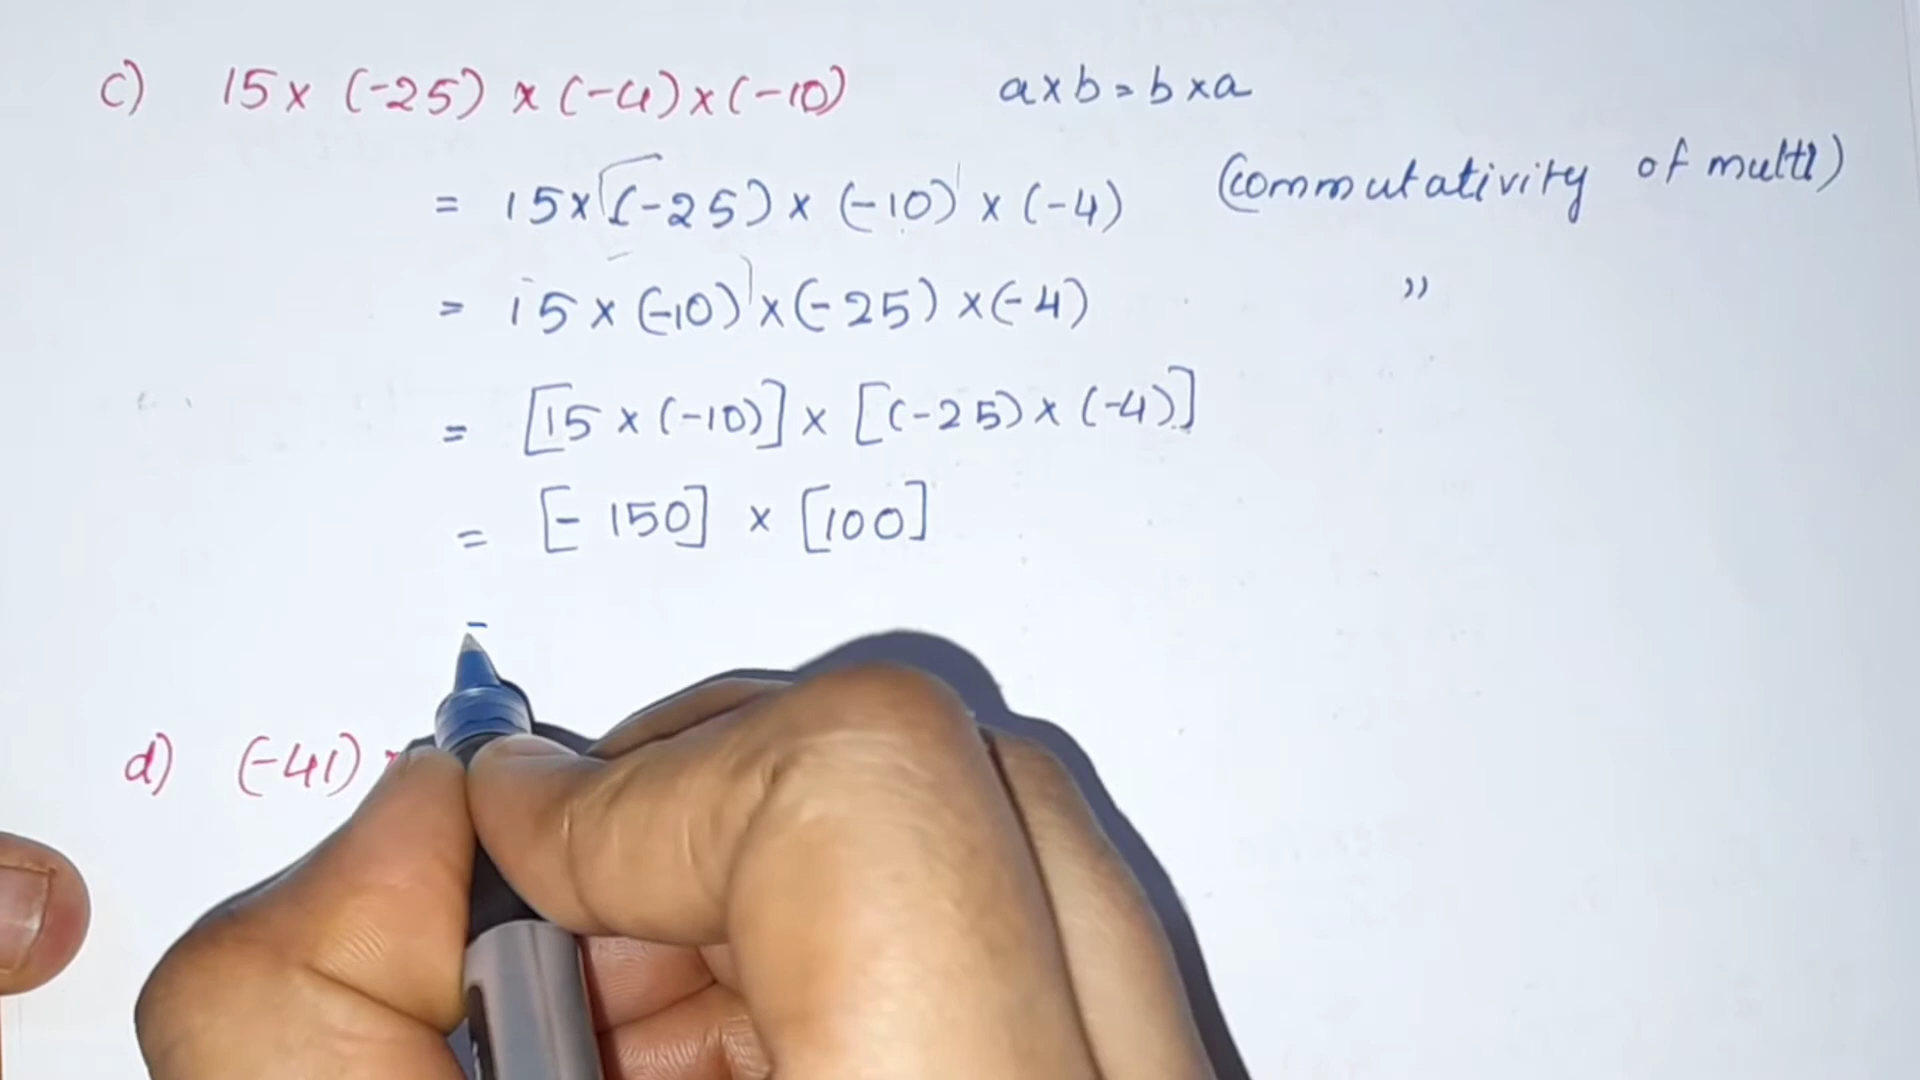 c) 15 × (-25) × (-4) × (-10) a × b = b × a
= 15 × (-25) × (-10) × (-4) (commutativity of multi)
= 15 × (-10) × (-25) × (-4) ,,
= [15 × (-10)] × [(-25) × (-4)]
= [- 150] × [100]
-
d) (-41)